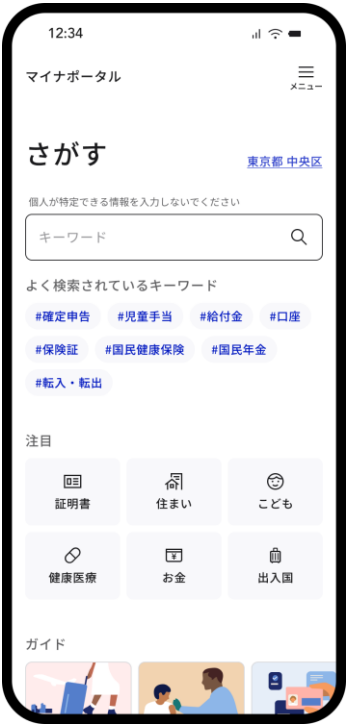 12:34
マイナポータル
メニュー
さがす
東京都 中央区
個人が特定できる情報を入力しないでください
キーワード
よく検索されているキーワード
#確定申告 #児童手当 #給付金 #口座
#保険証 #国民健康保険 #国民年金
#転入・転出
注目
証明書 住まい こども
健康医療 お金 出入国
ガイド